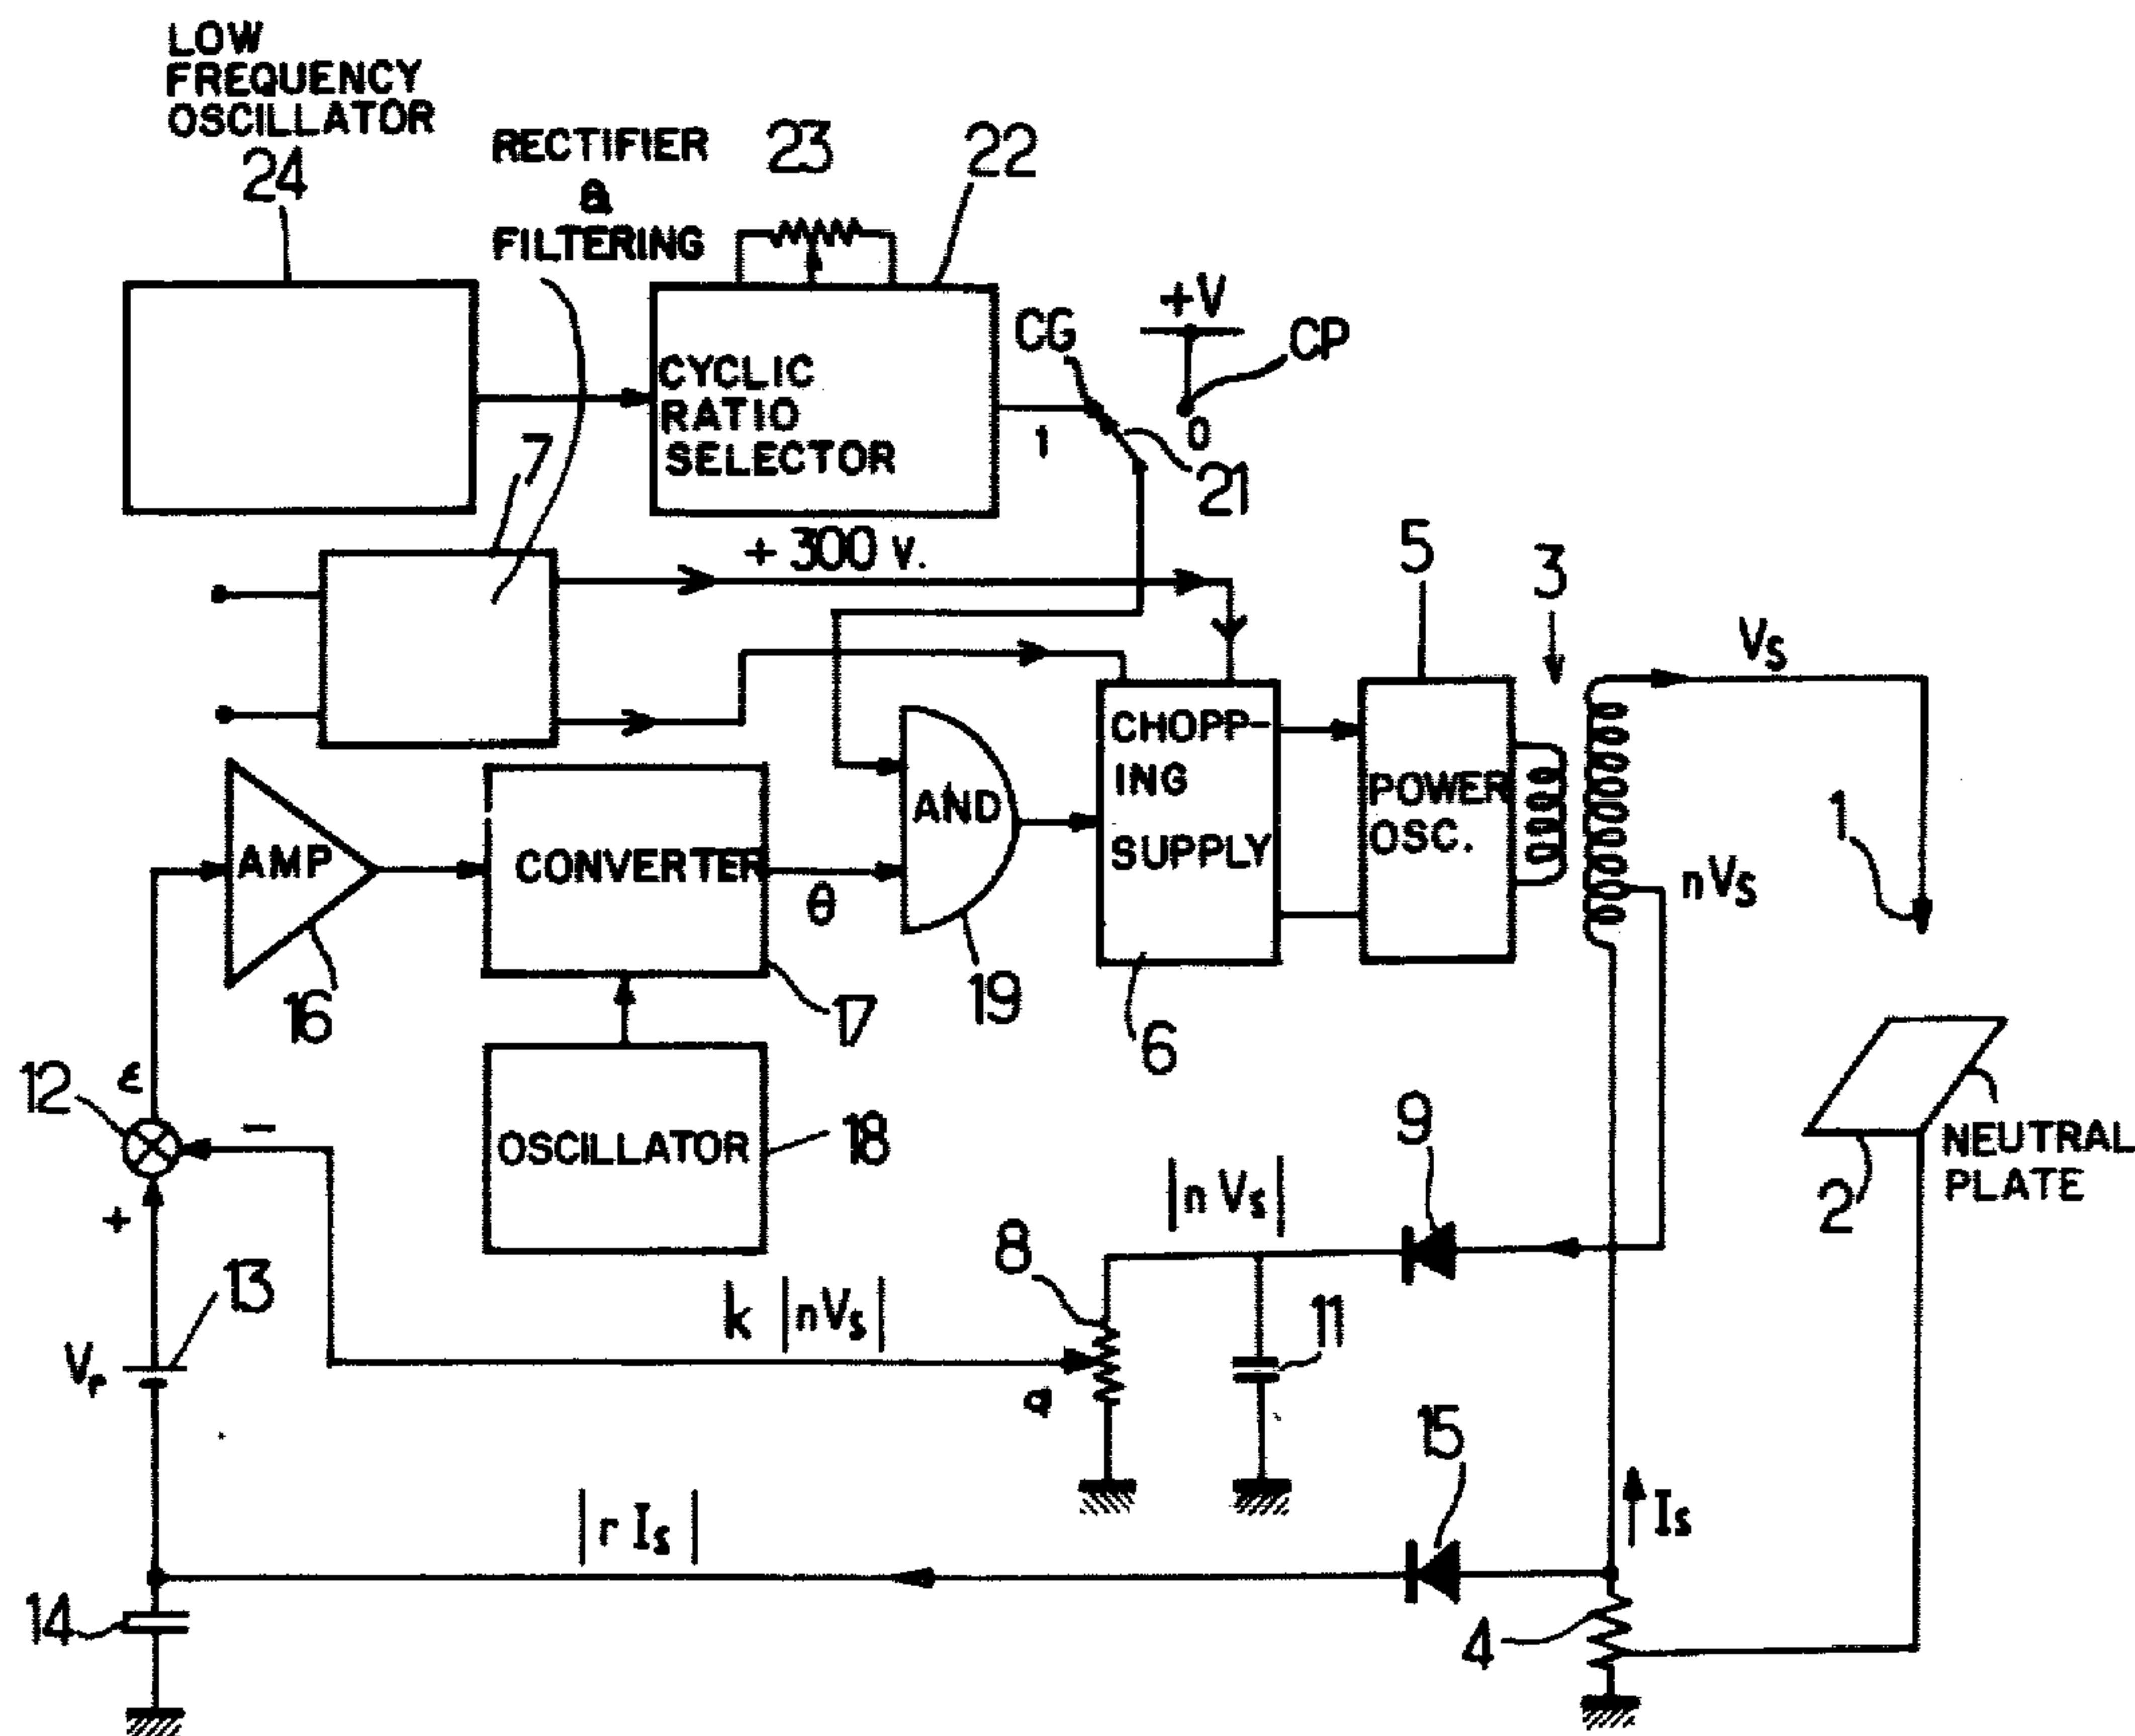 LOW
FREQUENCY
OSCILLATOR
24
RECTIFIER
&
FILTERING
23
22
CG
+V
CP
CYCLIC
RATIO
SELECTOR
1
0
21
7
+ 300 v.
5
3
Vs
CHOPP-
ING
SUPPLY
POWER
OSC.
AND
AMP
CONVERTER
θ
nVs
1
16
17
19
6
12
ε
−
+
OSCILLATOR
18
9
NEUTRAL
PLATE
2
|n Vs|
8
13
k |nVs|
11
Vr
a
15
|r Is|
Is
14
4